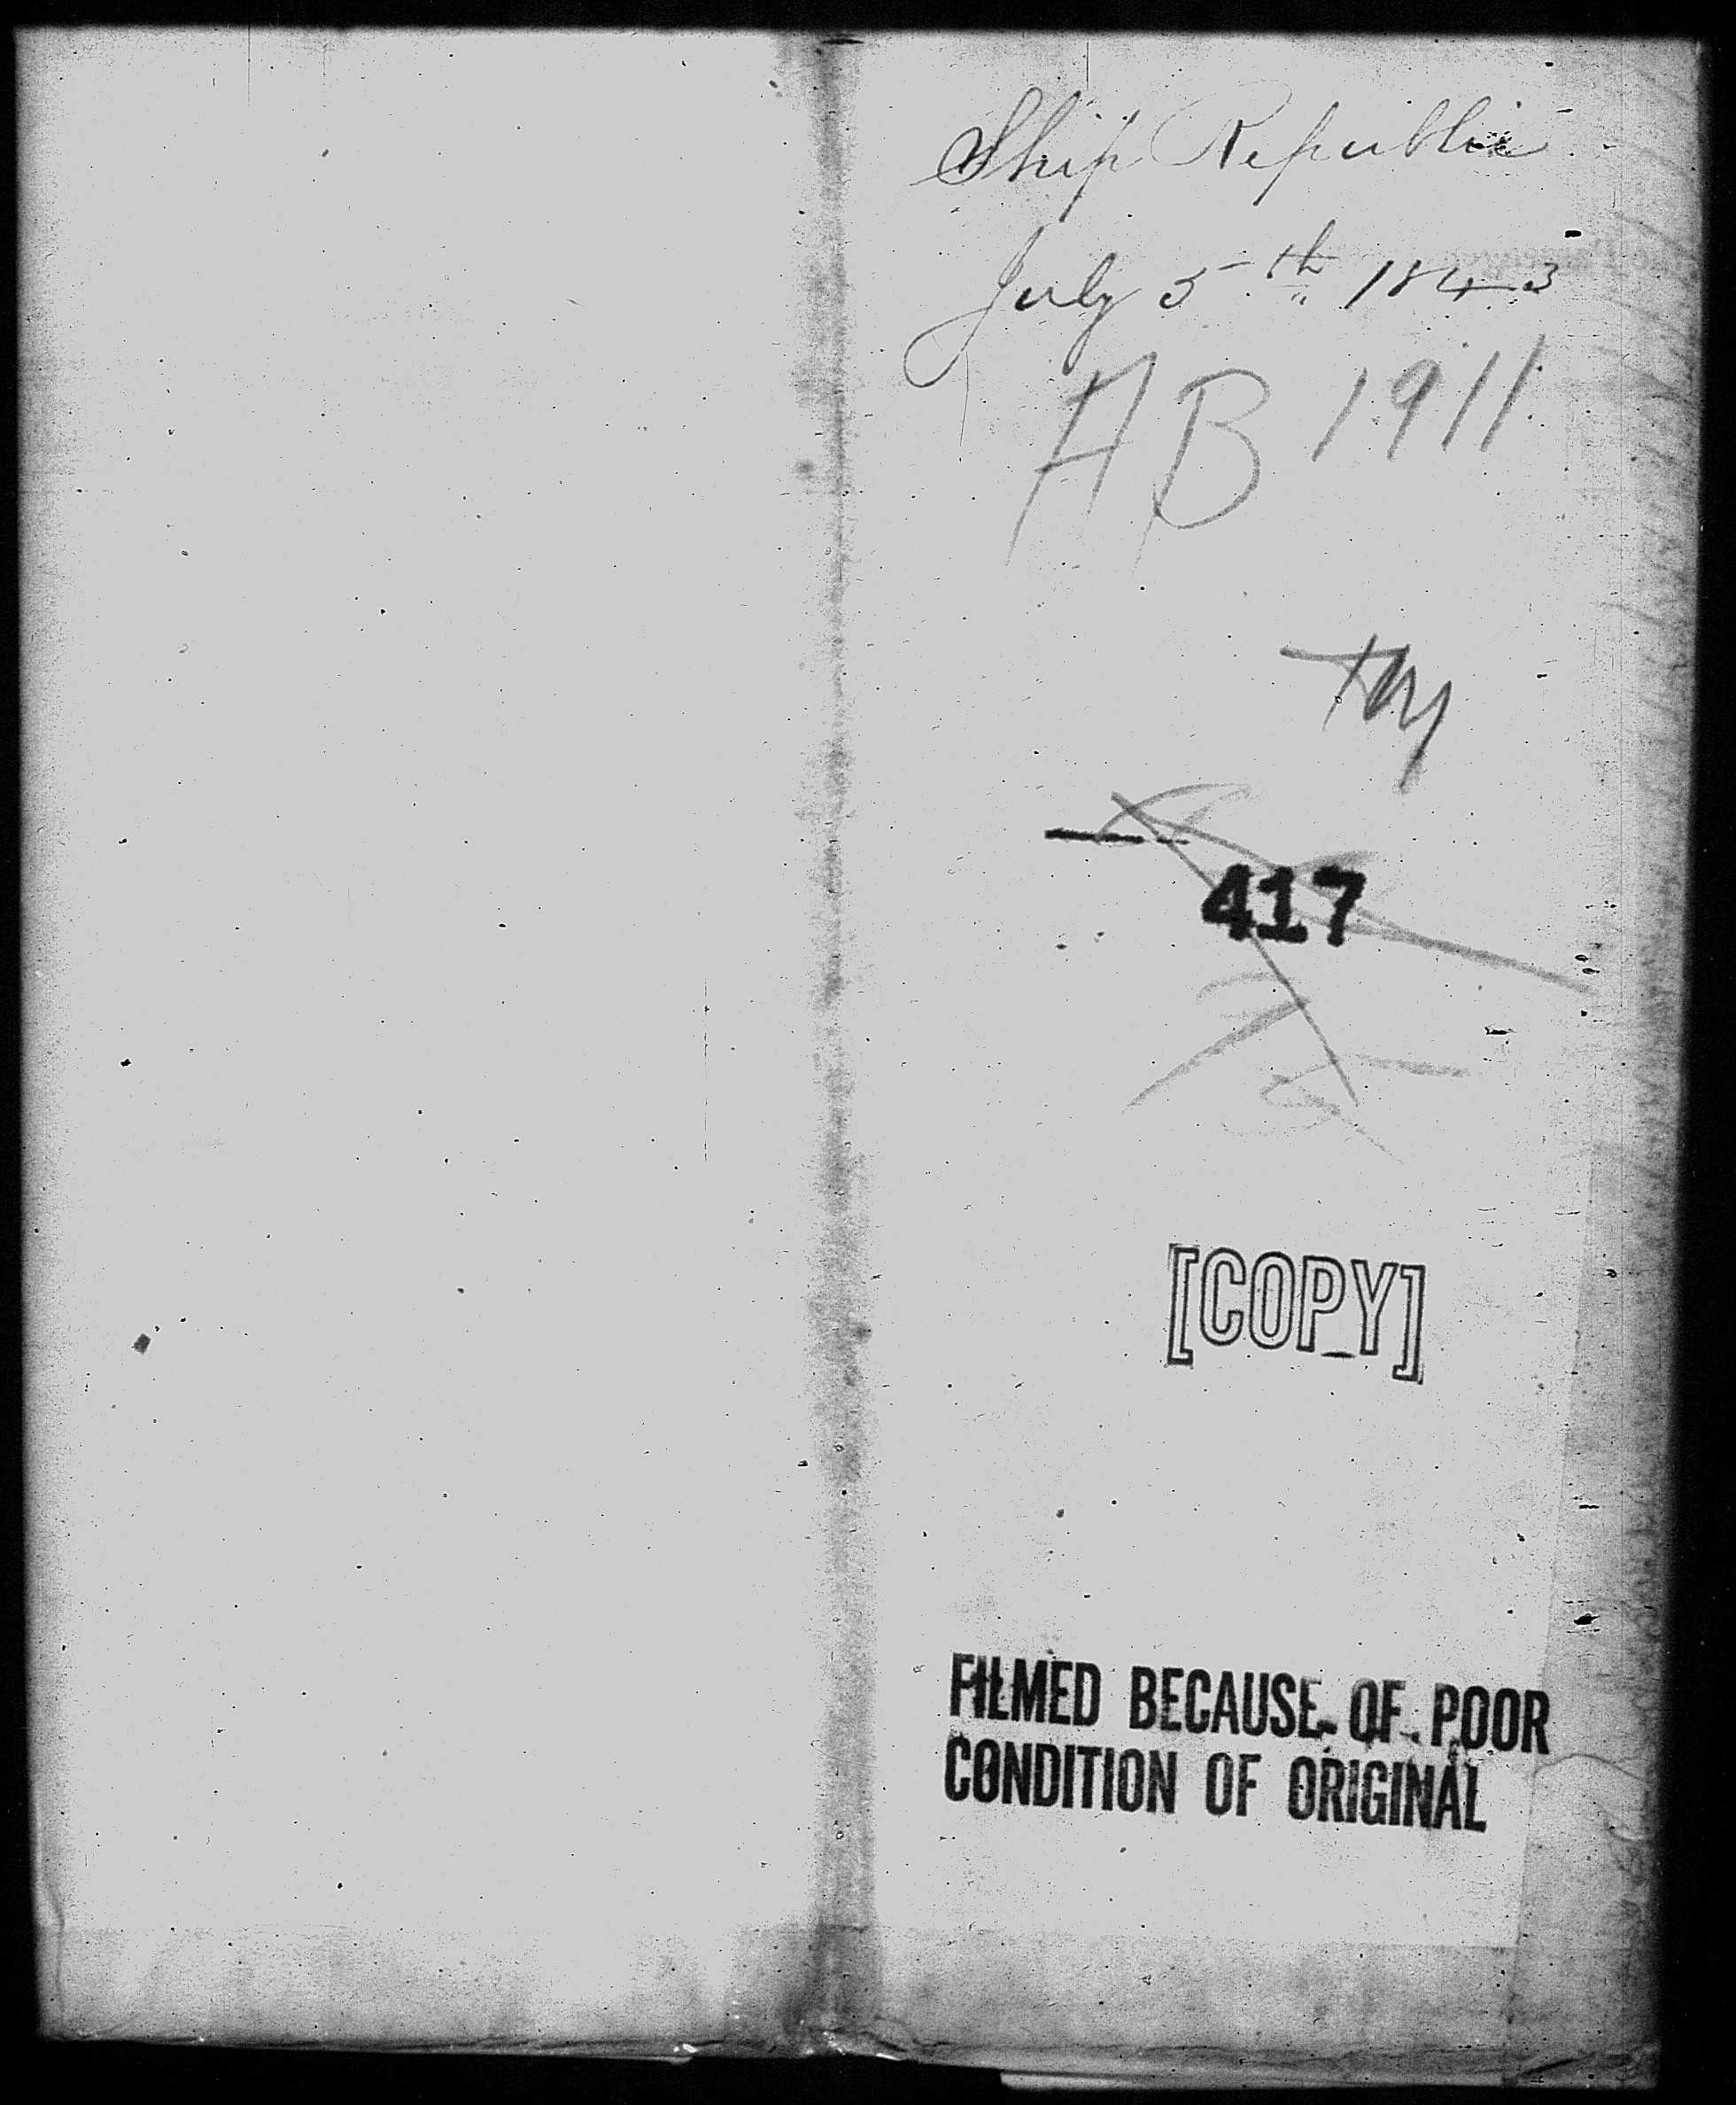 Ship Republic
July 5th 1843
AB 1911
417
[COPY]
FILMED BECAUSE OF POOR
CONDITION OF ORIGINAL